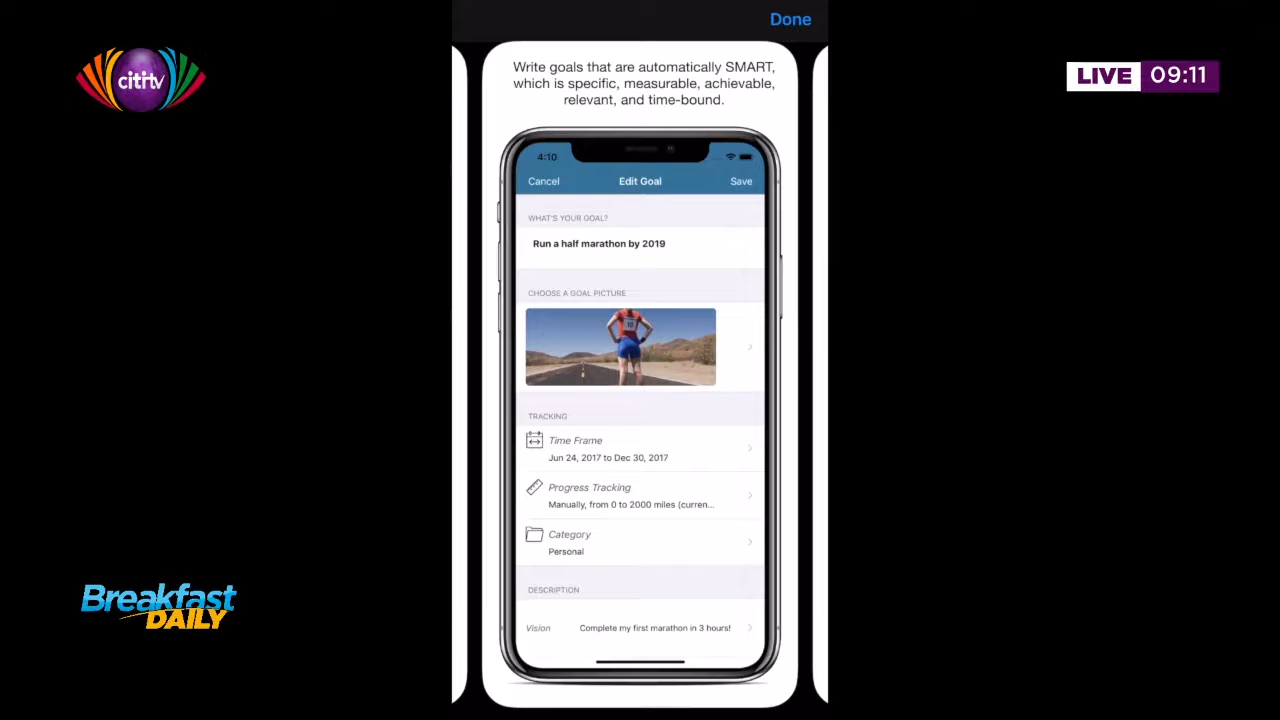 Done
citi tv
LIVE 09:11
Write goals that are automatically SMART,
which is specific, measurable, achievable,
relevant, and time-bound.
4:10
Cancel Edit Goal Save
WHAT'S YOUR GOAL?
Run a half marathon by 2019
CHOOSE A GOAL PICTURE
10
TRACKING
Time Frame
Jun 24, 2017 to Dec 30, 2017
Progress Tracking
Manually, from 0 to 2000 miles (curren...
Category
Personal
DESCRIPTION
Vision Complete my first marathon in 3 hours!
Breakfast
DAILY